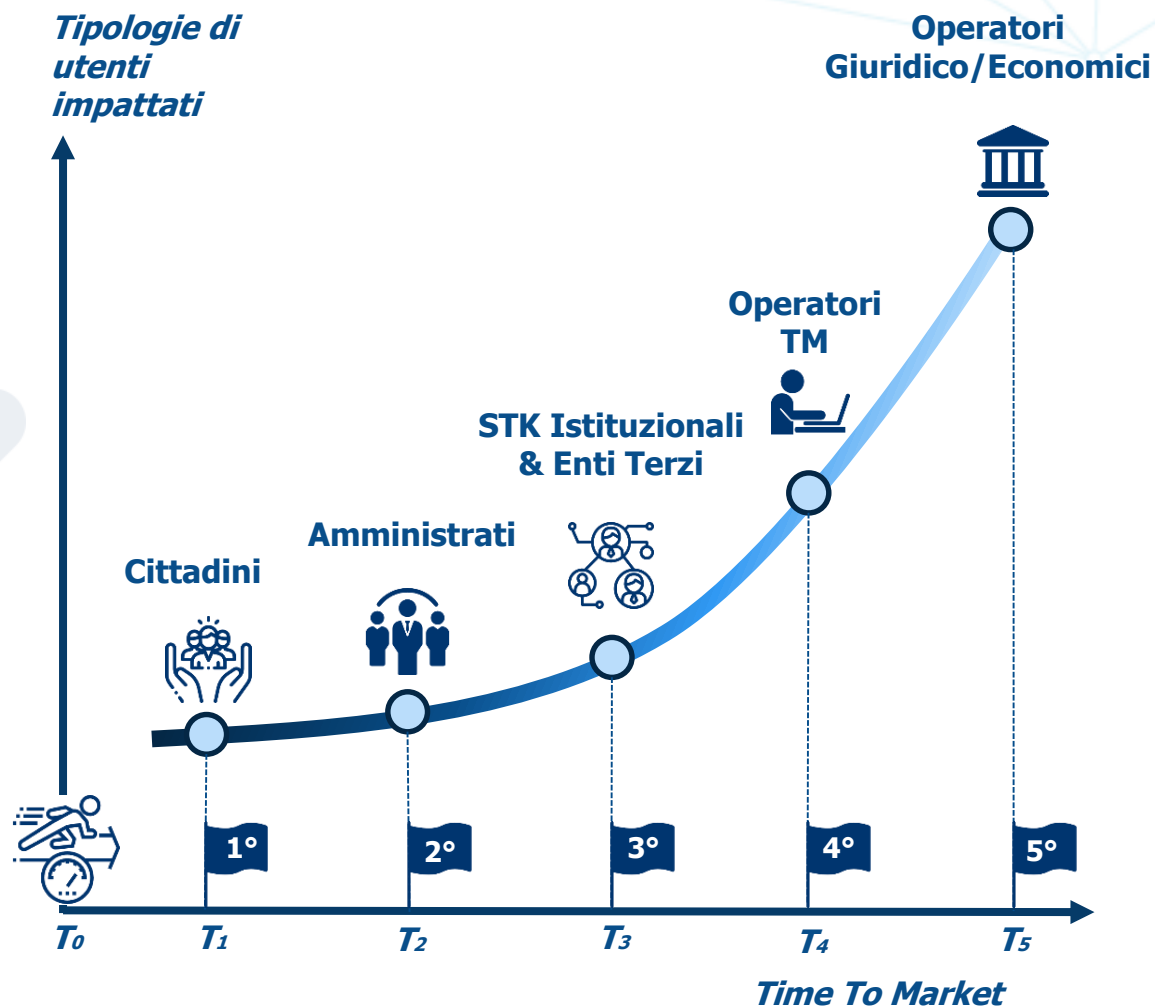 Tipologie di
utenti
impattati
Operatori
Giuridico/Economici
Operatori
TM
STK Istituzionali
& Enti Terzi
Amministrati
Cittadini
1°
2°
3°
4°
5°
T0
T1
T2
T3
T4
T5
Time To Market